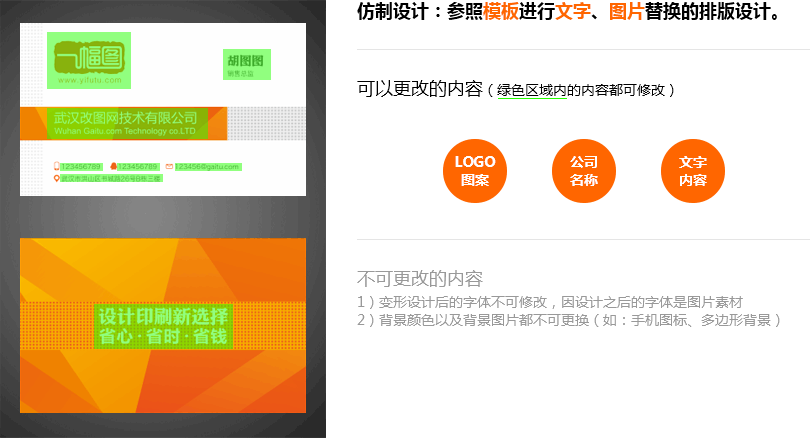 一幅图
www.yifutu.com
胡图图
销售总监
武汉改图网技术有限公司
Wuhan Gaitu.com Technology co.LTD
123456789
123456789
123456@gaitu.com
武汉市洪山区书城路26号8栋三楼
设计印刷新选择
省心·省时·省钱
仿制设计：参照模板进行文字、图片替换的排版设计。
可以更改的内容（绿色区域内的内容都可修改）
LOGO
图案
公司
名称
文字
内容
不可更改的内容
1）变形设计后的字体不可修改，因设计之后的字体是图片素材
2）背景颜色以及背景图片都不可更换（如：手机图标、多边形背景）